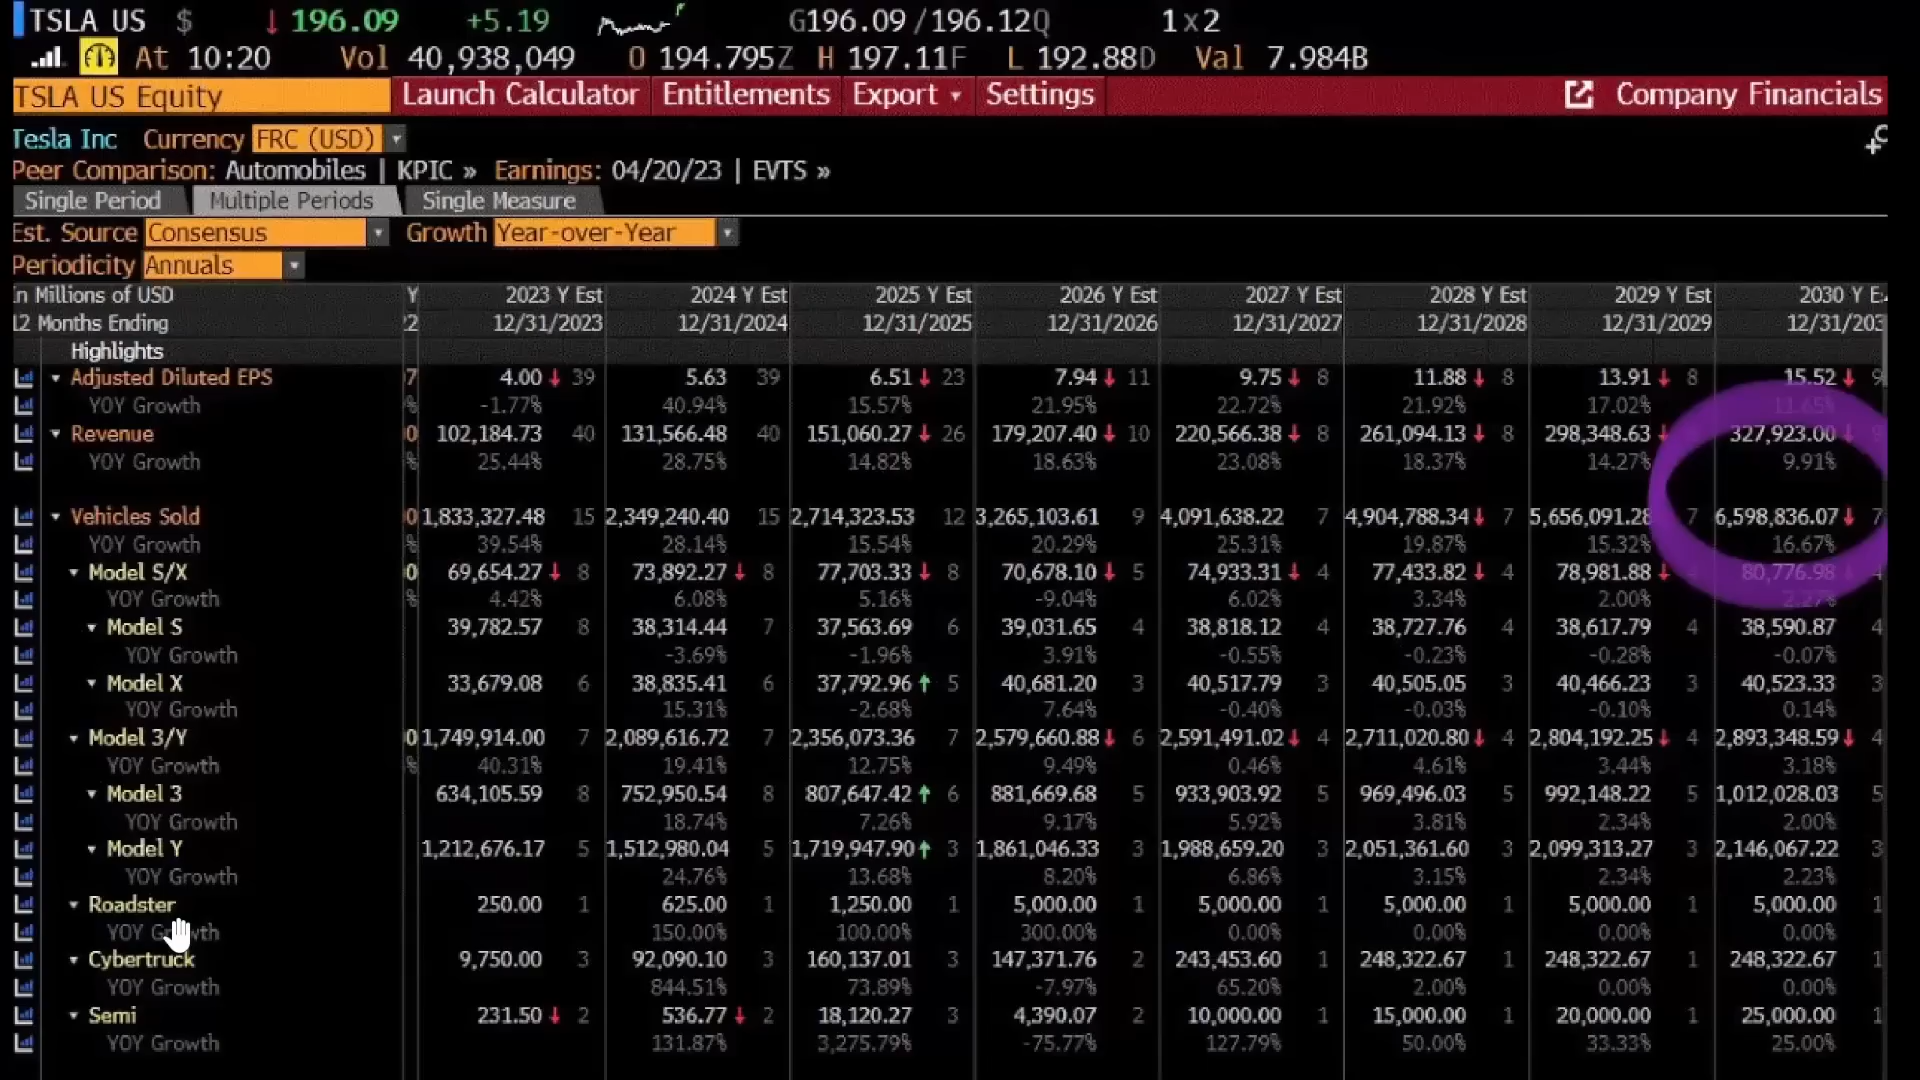 TSLA US $ ↓ 196.09 +5.19 G196.09/196.12Q 1x2
At 10:20 Vol 40,938,049 O 194.795Z H 197.11F L 192.88D Val 7.984B
TSLA US Equity Launch Calculator Entitlements Export Settings Company Financials
Tesla Inc Currency FRC (USD)
Peer Comparison: Automobiles | KPIC » Earnings: 04/20/23 | EVTS »
Single Period Multiple Periods Single Measure
Est. Source Consensus Growth Year-over-Year
Periodicity Annuals
In Millions of USD Y 2023 Y Est 2024 Y Est 2025 Y Est 2026 Y Est 2027 Y Est 2028 Y Est 2029 Y Est 2030 Y E
12 Months Ending 22 12/31/2023 12/31/2024 12/31/2025 12/31/2026 12/31/2027 12/31/2028 12/31/2029 12/31/203
Highlights
Adjusted Diluted EPS 7 4.00 ↓ 39 5.63 39 6.51 ↓ 23 7.94 ↓ 11 9.75 ↓ 8 11.88 ↓ 8 13.91 ↓ 8 15.52 ↓ 9
YOY Growth % -1.77% 40.94% 15.57% 21.95% 22.72% 21.92% 17.02% 11.65%
Revenue 0 102,184.73 40 131,566.48 40 151,060.27 ↓ 26 179,207.40 ↓ 10 220,566.38 ↓ 8 261,094.13 ↓ 8 298,348.63 ↓ 327,923.00 ↓ 9
YOY Growth % 25.44% 28.75% 14.82% 18.63% 23.08% 18.37% 14.27% 9.91%
Vehicles Sold 0 1,833,327.48 15 2,349,240.40 15 2,714,323.53 12 3,265,103.61 9 4,091,638.22 7 4,904,788.34 ↓ 7 5,656,091.28 7 6,598,836.07 ↓ 7
YOY Growth % 39.54% 28.14% 15.54% 20.29% 25.31% 19.87% 15.32% 16.67%
Model S/X 0 69,654.27 ↓ 8 73,892.27 ↓ 8 77,703.33 ↓ 8 70,678.10 ↓ 5 74,933.31 ↓ 4 77,433.82 ↓ 4 78,981.88 ↓ 80,776.98 ↓ 4
YOY Growth % 4.42% 6.08% 5.16% -9.04% 6.02% 3.34% 2.00% 2.27%
Model S 39,782.57 8 38,314.44 7 37,563.69 6 39,031.65 4 38,818.12 4 38,727.76 4 38,617.79 4 38,590.87 4
YOY Growth -3.69% -1.96% 3.91% -0.55% -0.23% -0.28% -0.07%
Model X 33,679.08 6 38,835.41 6 37,792.96 ↑ 5 40,681.20 3 40,517.79 3 40,505.05 3 40,466.23 3 40,523.33 3
YOY Growth 15.31% -2.68% 7.64% -0.40% -0.03% -0.10% 0.14%
Model 3/Y 0 1,749,914.00 7 2,089,616.72 7 2,356,073.36 7 2,579,660.88 ↓ 6 2,591,491.02 ↓ 4 2,711,020.80 ↓ 4 2,804,192.25 ↓ 4 2,893,348.59 ↓ 4
YOY Growth % 40.31% 19.41% 12.75% 9.49% 0.46% 4.61% 3.44% 3.18%
Model 3 634,105.59 8 752,950.54 8 807,647.42 ↑ 6 881,669.68 5 933,903.92 5 969,496.03 5 992,148.22 5 1,012,028.03 5
YOY Growth 18.74% 7.26% 9.17% 5.92% 3.81% 2.34% 2.00%
Model Y 1,212,676.17 5 1,512,980.04 5 1,719,947.90 ↑ 3 1,861,046.33 3 1,988,659.20 3 2,051,361.60 3 2,099,313.27 3 2,146,067.22 3
YOY Growth 24.76% 13.68% 8.20% 6.86% 3.15% 2.34% 2.23%
Roadster 250.00 1 625.00 1 1,250.00 1 5,000.00 1 5,000.00 1 5,000.00 1 5,000.00 1 5,000.00 1
YOY Growth 150.00% 100.00% 300.00% 0.00% 0.00% 0.00% 0.00%
Cybertruck 9,750.00 3 92,090.10 3 160,137.01 3 147,371.76 2 243,453.60 1 248,322.67 1 248,322.67 1 248,322.67 1
YOY Growth 844.51% 73.89% -7.97% 65.20% 2.00% 0.00% 0.00%
Semi 231.50 ↓ 2 536.77 ↓ 2 18,120.27 3 4,390.07 2 10,000.00 1 15,000.00 1 20,000.00 1 25,000.00 1
YOY Growth 131.87% 3,275.79% -75.77% 127.79% 50.00% 33.33% 25.00%